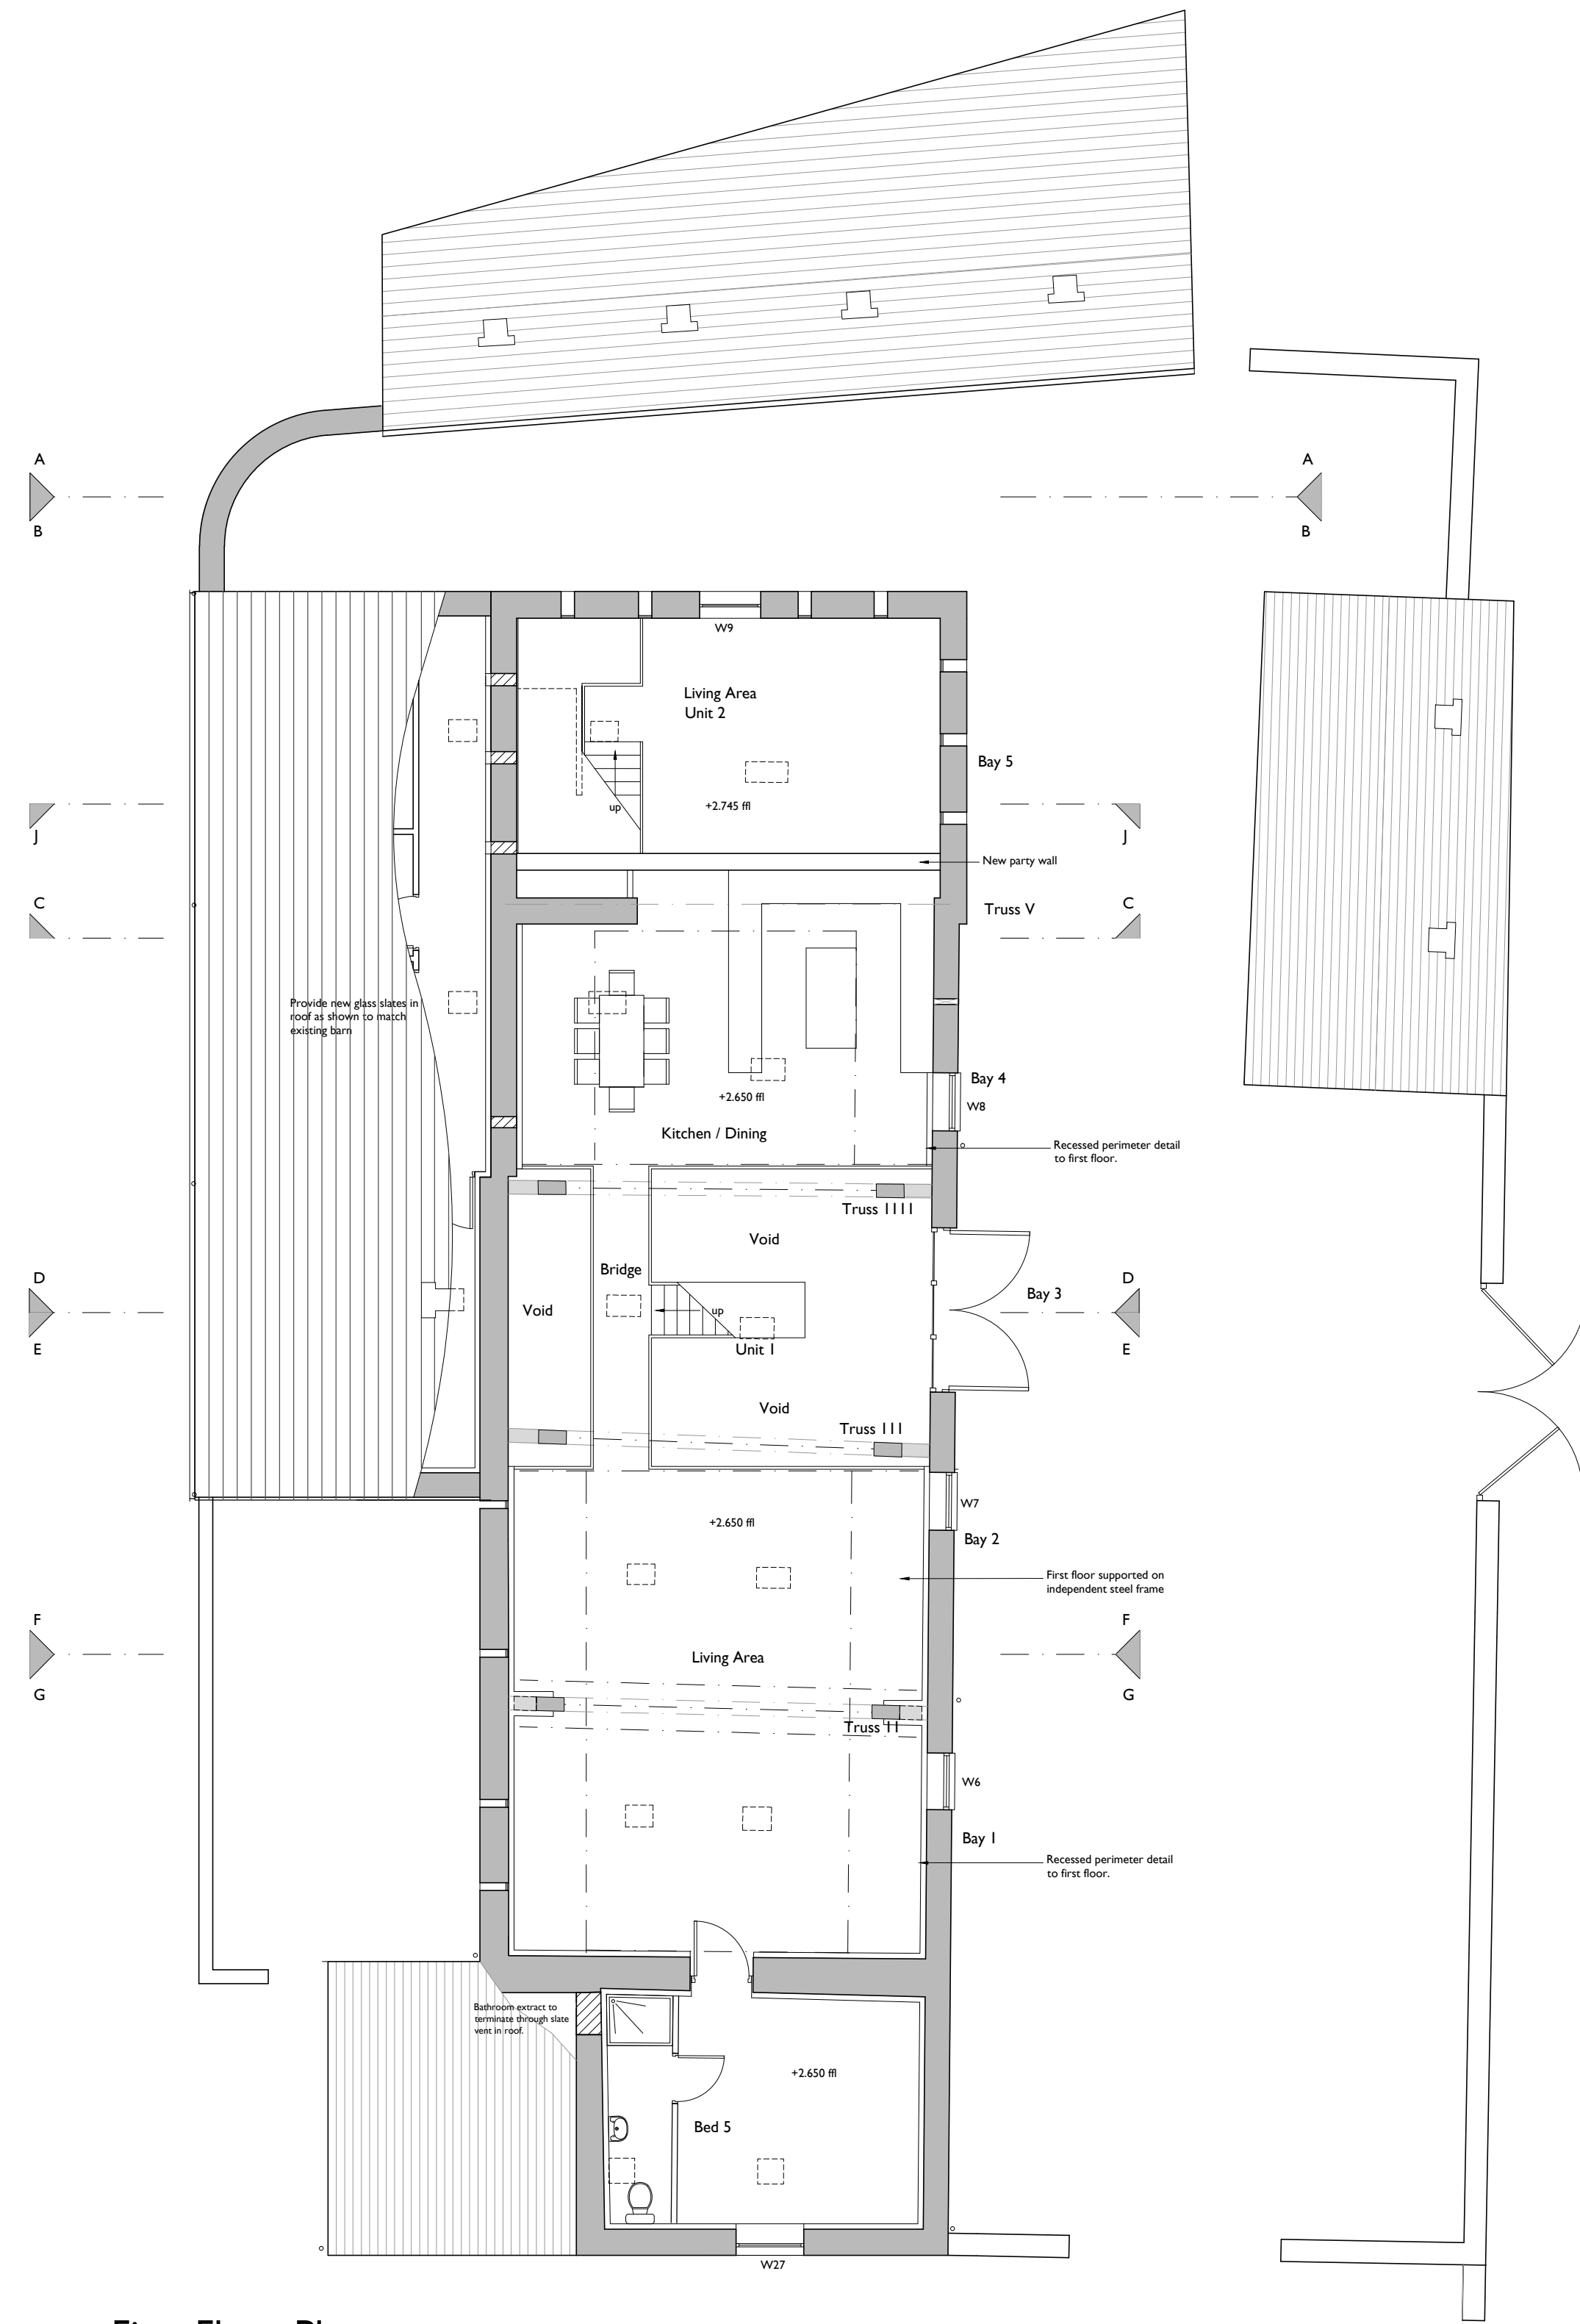 A
A
B
B
W9
Living Area
Unit 2
Bay 5
up
+2.745 ffl
J
J
New party wall
C
Truss V
C
Provide new glass slates in
roof as shown to match
existing barn
Bay 4
+2.650 ffl
W8
Kitchen / Dining
Recessed perimeter detail
to first floor.
Truss 1111
Void
Bridge
D
D
Bay 3
Void
up
E
Unit 1
E
Void
Truss 111
W7
+2.650 ffl
Bay 2
First floor supported on
independent steel frame
F
F
Living Area
G
G
Truss 11
W6
Bay 1
Recessed perimeter detail
to first floor.
Bathroom extract to
terminate through slate
vent in roof.
+2.650 ffl
Bed 5
W27